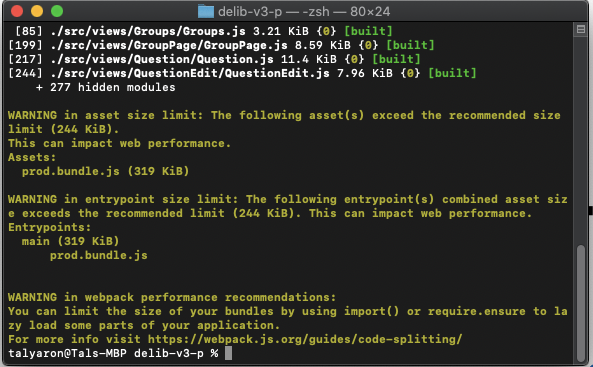 delib-v3-p — -zsh — 80×24
[85] ./src/views/Groups/Groups.js 3.21 KiB {0} [built]
[199] ./src/views/GroupPage/GroupPage.js 8.59 KiB {0} [built]
[217] ./src/views/Question/Question.js 11.4 KiB {0} [built]
[244] ./src/views/QuestionEdit/QuestionEdit.js 7.96 KiB {0} [built]
+ 277 hidden modules
WARNING in asset size limit: The following asset(s) exceed the recommended size
limit (244 KiB).
This can impact web performance.
Assets:
prod.bundle.js (319 KiB)
WARNING in entrypoint size limit: The following entrypoint(s) combined asset siz
e exceeds the recommended limit (244 KiB). This can impact web performance.
Entrypoints:
main (319 KiB)
prod.bundle.js
WARNING in webpack performance recommendations:
You can limit the size of your bundles by using import() or require.ensure to la
zy load some parts of your application.
For more info visit https://webpack.js.org/guides/code-splitting/
talyaron@Tals-MBP delib-v3-p %